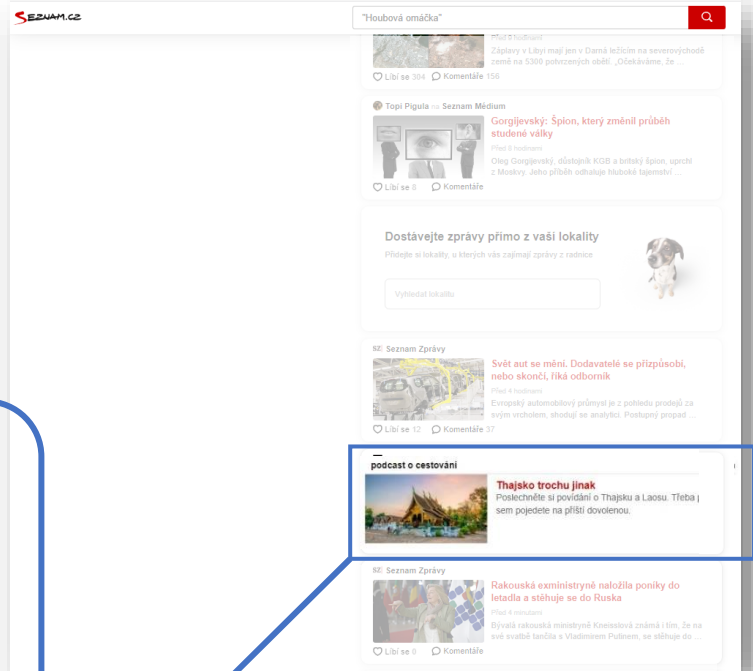 SEZNAM.CZ
"Houbová omáčka"
Před 9 hodinami
Záplavy v Libyi mají jen v Darná ležícím na severovýchodě
země na 5300 potvrzených obětí. „Očekáváme, že ...
Líbí se 304 Komentáře 156
Topi Pigula na Seznam Médium
Gorgijevský: Špion, který změnil průběh
studené války
Před 8 hodinami
Oleg Gorgijevský, důstojník KGB a britský špion, uprchl
z Moskvy. Jeho příběh odhaluje hluboké tajemství ...
Líbí se 8 Komentáře
Dostávejte zprávy přímo z vaší lokality
Přidejte si lokality, u kterých vás zajímají zprávy z radnice
Vyhledat lokalitu
SZ Seznam Zprávy
Svět aut se mění. Dodavatelé se přizpůsobí,
nebo skončí, říká odborník
Před 4 hodinami
Evropský automobilový průmysl je z pohledu prodejů za
svým vrcholem, shodují se analytici. Postupný propad ...
Líbí se 12 Komentáře 37
podcast o cestování
Thajsko trochu jinak
Poslechněte si povídání o Thajsku a Laosu. Třeba p
sem pojedete na příští dovolenou.
SZ Seznam Zprávy
Rakouská exministryně naložila poníky do
letadla a stěhuje se do Ruska
Před 4 minutami
Bývalá rakouská ministryně Kneisslová známá i tím, že na
své svatbě tančila s Vladimirem Putinem, se stěhuje do ...
Líbí se 8 Komentáře